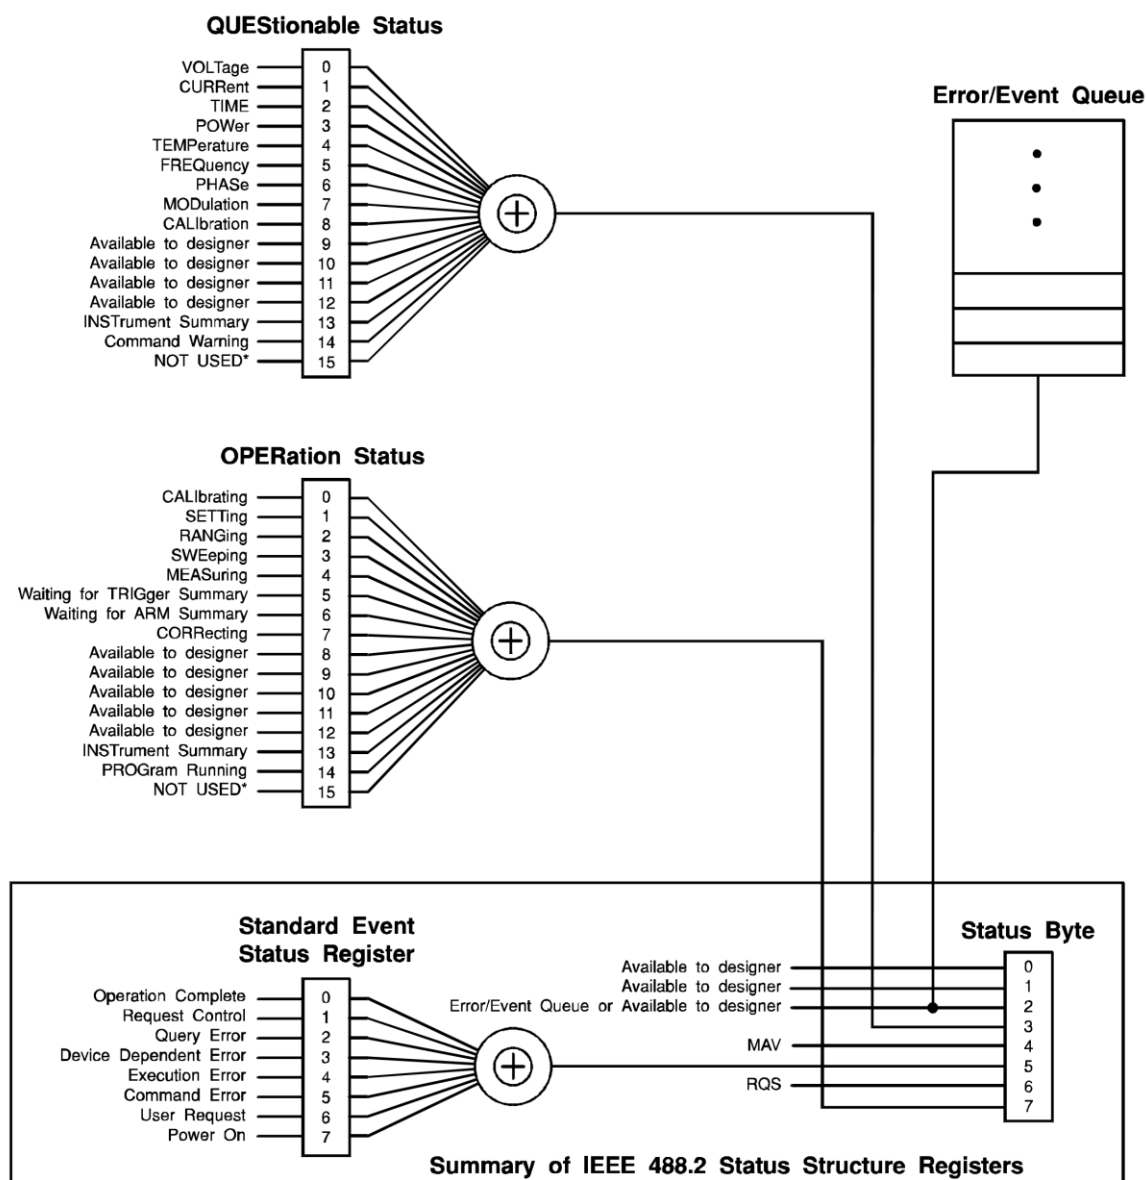 QUEStionable Status
VOLTage 0
CURRent 1
TIME 2
POWer 3
TEMPerature 4
FREQuency 5
PHASe 6
MODulation 7
CALIbration 8
Available to designer 9
Available to designer 10
Available to designer 11
Available to designer 12
INSTrument Summary 13
Command Warning 14
NOT USED* 15
Error/Event Queue
OPERation Status
CALIbrating 0
SETTing 1
RANGing 2
SWEeping 3
MEASuring 4
Waiting for TRIGger Summary 5
Waiting for ARM Summary 6
CORRecting 7
Available to designer 8
Available to designer 9
Available to designer 10
Available to designer 11
Available to designer 12
INSTrument Summary 13
PROGram Running 14
NOT USED* 15
Standard Event
Status Register
Operation Complete 0
Request Control 1
Query Error 2
Device Dependent Error 3
Execution Error 4
Command Error 5
User Request 6
Power On 7
Status Byte
Available to designer 0
Available to designer 1
Error/Event Queue or Available to designer 2
3
MAV 4
5
RQS 6
7
Summary of IEEE 488.2 Status Structure Registers